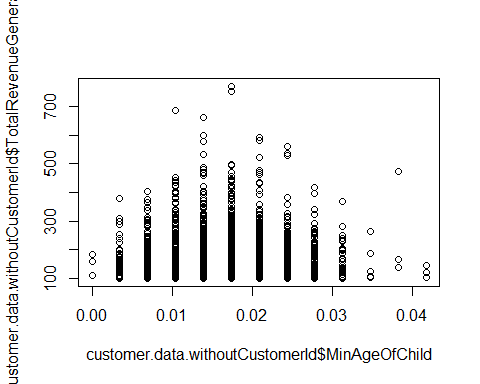 ustomer.data.withoutCustomerId$TotalRevenueGenera
700
500
300
100
0.00 0.01 0.02 0.03 0.04
customer.data.withoutCustomerId$MinAgeOfChild